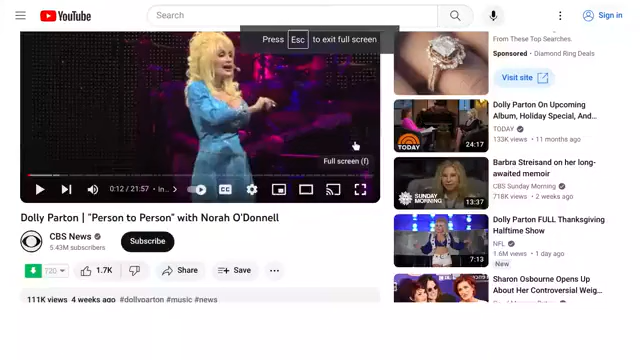 YouTube
Search
Sign in
Press Esc to exit full screen
From These Top Searches.
Sponsored • Diamond Ring Deals
Visit site
Full screen (f)
0:12 / 21:57 • In...
CC
Dolly Parton | "Person to Person" with Norah O'Donnell
CBS News
5.43M subscribers
Subscribe
720
1.7K
Share
Save
111K views 4 weeks ago #dollyparton #music #news
TODAY
24:17
Dolly Parton On Upcoming
Album, Holiday Special, And...
TODAY
133K views • 11 months ago
SUNDAY
MORNING
13:37
Barbra Streisand on her long-
awaited memoir
CBS Sunday Morning
718K views • 2 weeks ago
7:13
Dolly Parton FULL Thanksgiving
Halftime Show
NFL
1.6M views • 1 day ago
New
Sharon Osbourne Opens Up
About Her Controversial Weig...